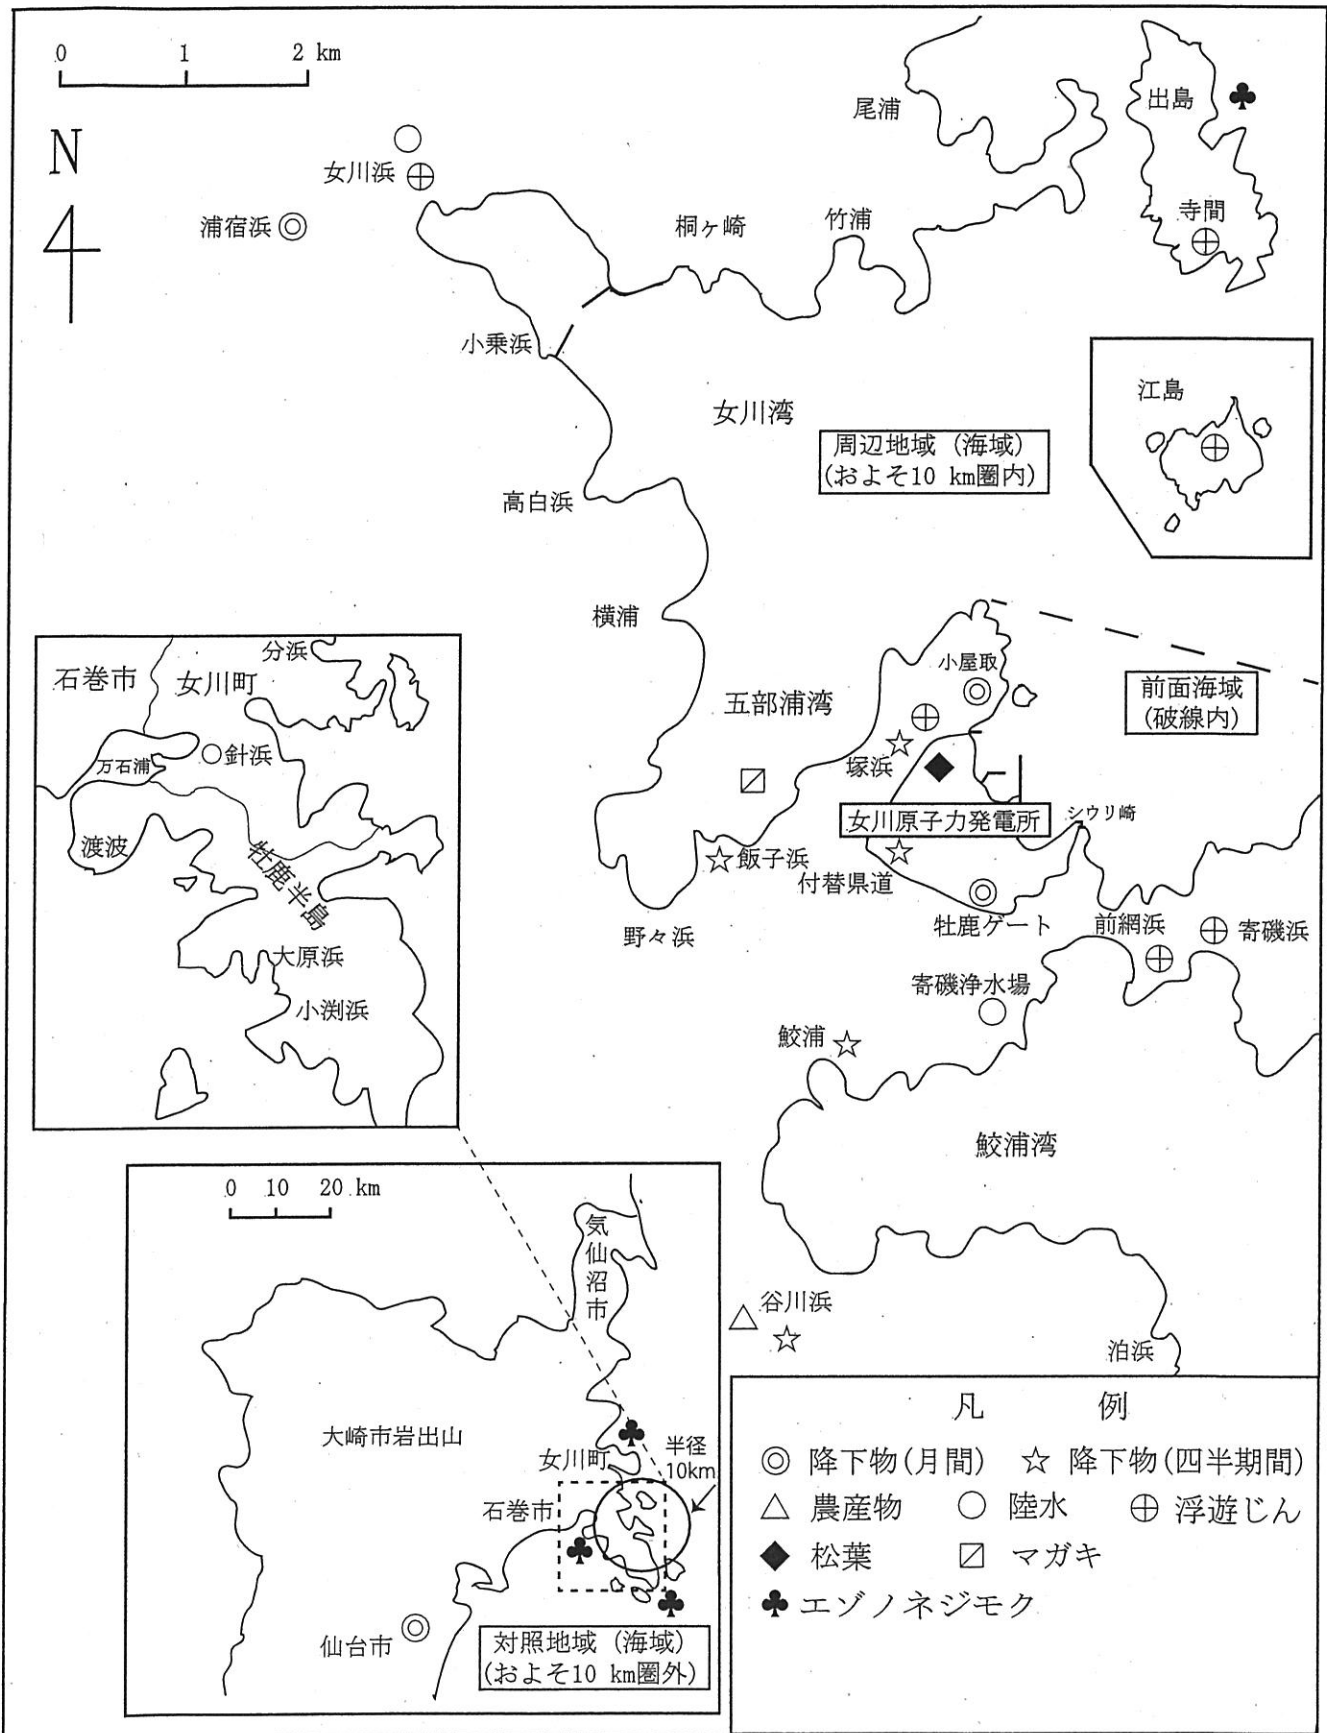 0 1 2 km
N
尾浦
出島
女川浜
浦宿浜
桐ヶ崎
竹浦
寺間
小乗浜
女川湾
江島
周辺地域 (海域)
(およそ10 km圏内)
高白浜
横浦
小屋取
前面海域
(破線内)
五部浦湾
塚浜
女川原子力発電所
シウリ崎
飯子浜
付替県道
野々浜
牡鹿ゲート
前網浜
寄磯浜
寄磯浄水場
鮫浦
鮫浦湾
谷川浜
泊浜
分浜
石巻市
女川町
万石浦
針浜
渡波
牡鹿半島
大原浜
小渕浜
0 10 20 km
気仙沼市
大崎市岩出山
女川町
半径
10km
石巻市
仙台市
対照地域 (海域)
(およそ10 km圏外)
凡 例
◎ 降下物(月間) ☆ 降下物(四半期間)
△ 農産物 ○ 陸水 ⊕ 浮遊じん
◆ 松葉 〼 マガキ
♣ エゾノネジモク